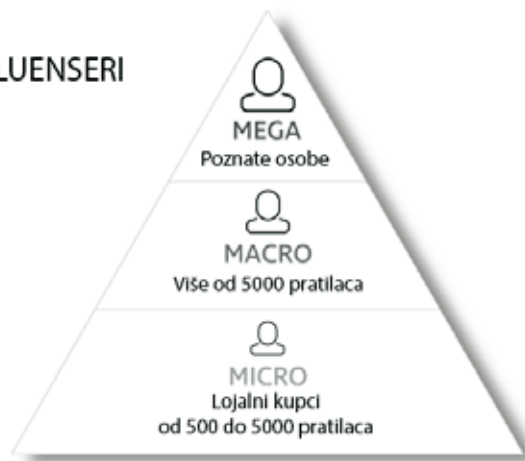 LUENSERI
MEGA
Poznate osobe
MACRO
Više od 5000 pratilaca
MICRO
Lojalni kupci
od 500 do 5000 pratilaca